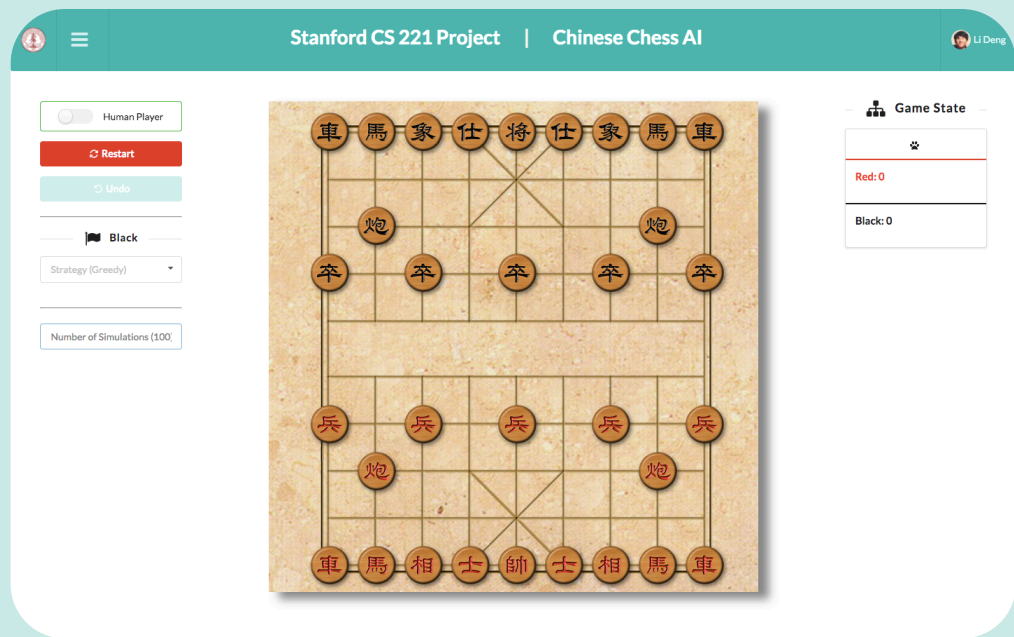 Stanford CS 221 Project | Chinese Chess AI
Li Deng
Human Player
Restart
Undo
Black
Strategy (Greedy)
Number of Simulations (100)
車 馬 象 仕 将 仕 象 馬 車
炮 炮
卒 卒 卒 卒 卒
兵 兵 兵 兵 兵
炮 炮
車 馬 相 士 帥 士 相 馬 車
Game State
Red: 0
Black: 0